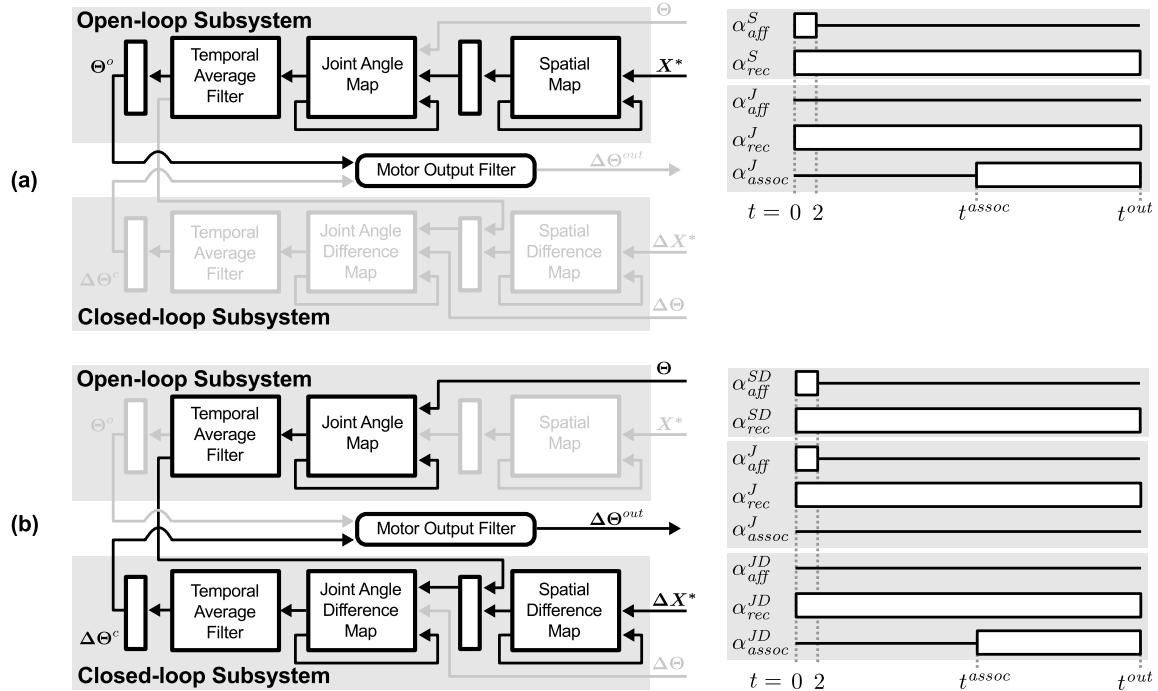 (a)
Open-loop Subsystem
Θ
Θ^o
Temporal
Average
Filter
Joint Angle
Map
Spatial
Map
X*
Motor Output Filter
ΔΘ^out
Temporal
Average
Filter
Joint Angle
Difference
Map
Spatial
Difference
Map
ΔX*
ΔΘ^c
ΔΘ
Closed-loop Subsystem
α^S_aff
α^S_rec
α^J_aff
α^J_rec
α^J_assoc
t = 0 2 t^assoc t^out
(b)
Open-loop Subsystem
Θ
Θ^o
Temporal
Average
Filter
Joint Angle
Map
Spatial
Map
X*
Motor Output Filter
ΔΘ^out
Temporal
Average
Filter
Joint Angle
Difference
Map
Spatial
Difference
Map
ΔX*
ΔΘ^c
ΔΘ
Closed-loop Subsystem
α^SD_aff
α^SD_rec
α^J_aff
α^J_rec
α^J_assoc
α^JD_aff
α^JD_rec
α^JD_assoc
t = 0 2 t^assoc t^out